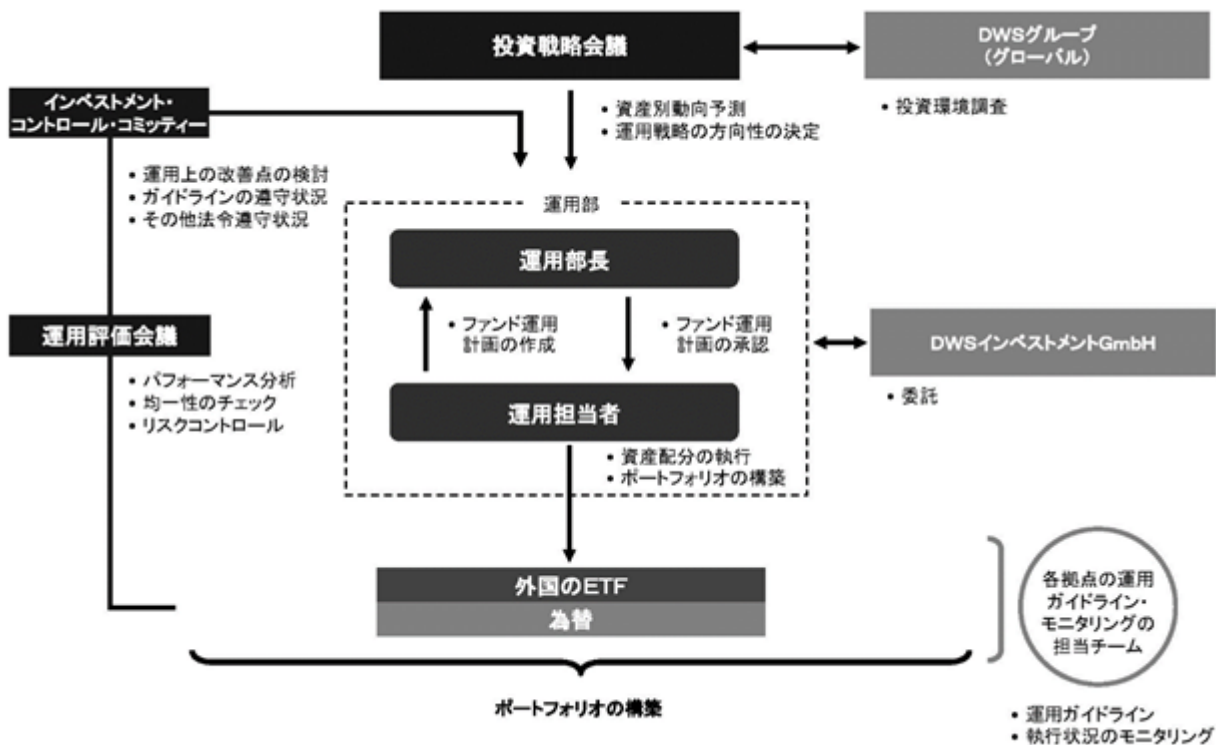 投資戦略会議
DWSグループ
（グローバル）
• 投資環境調査
インベストメント・
コントロール・コミッティー
• 資産別動向予測
• 運用戦略の方向性の決定
• 運用上の改善点の検討
• ガイドラインの遵守状況
• その他法令遵守状況
運用部
運用部長
• ファンド運用
計画の作成
• ファンド運用
計画の承認
運用評価会議
• パフォーマンス分析
• 均一性のチェック
• リスクコントロール
DWSインベストメントGmbH
• 委託
運用担当者
• 資産配分の執行
• ポートフォリオの構築
外国のETF
為替
各拠点の運用
ガイドライン・
モニタリングの
担当チーム
ポートフォリオの構築
• 運用ガイドライン
• 執行状況のモニタリング